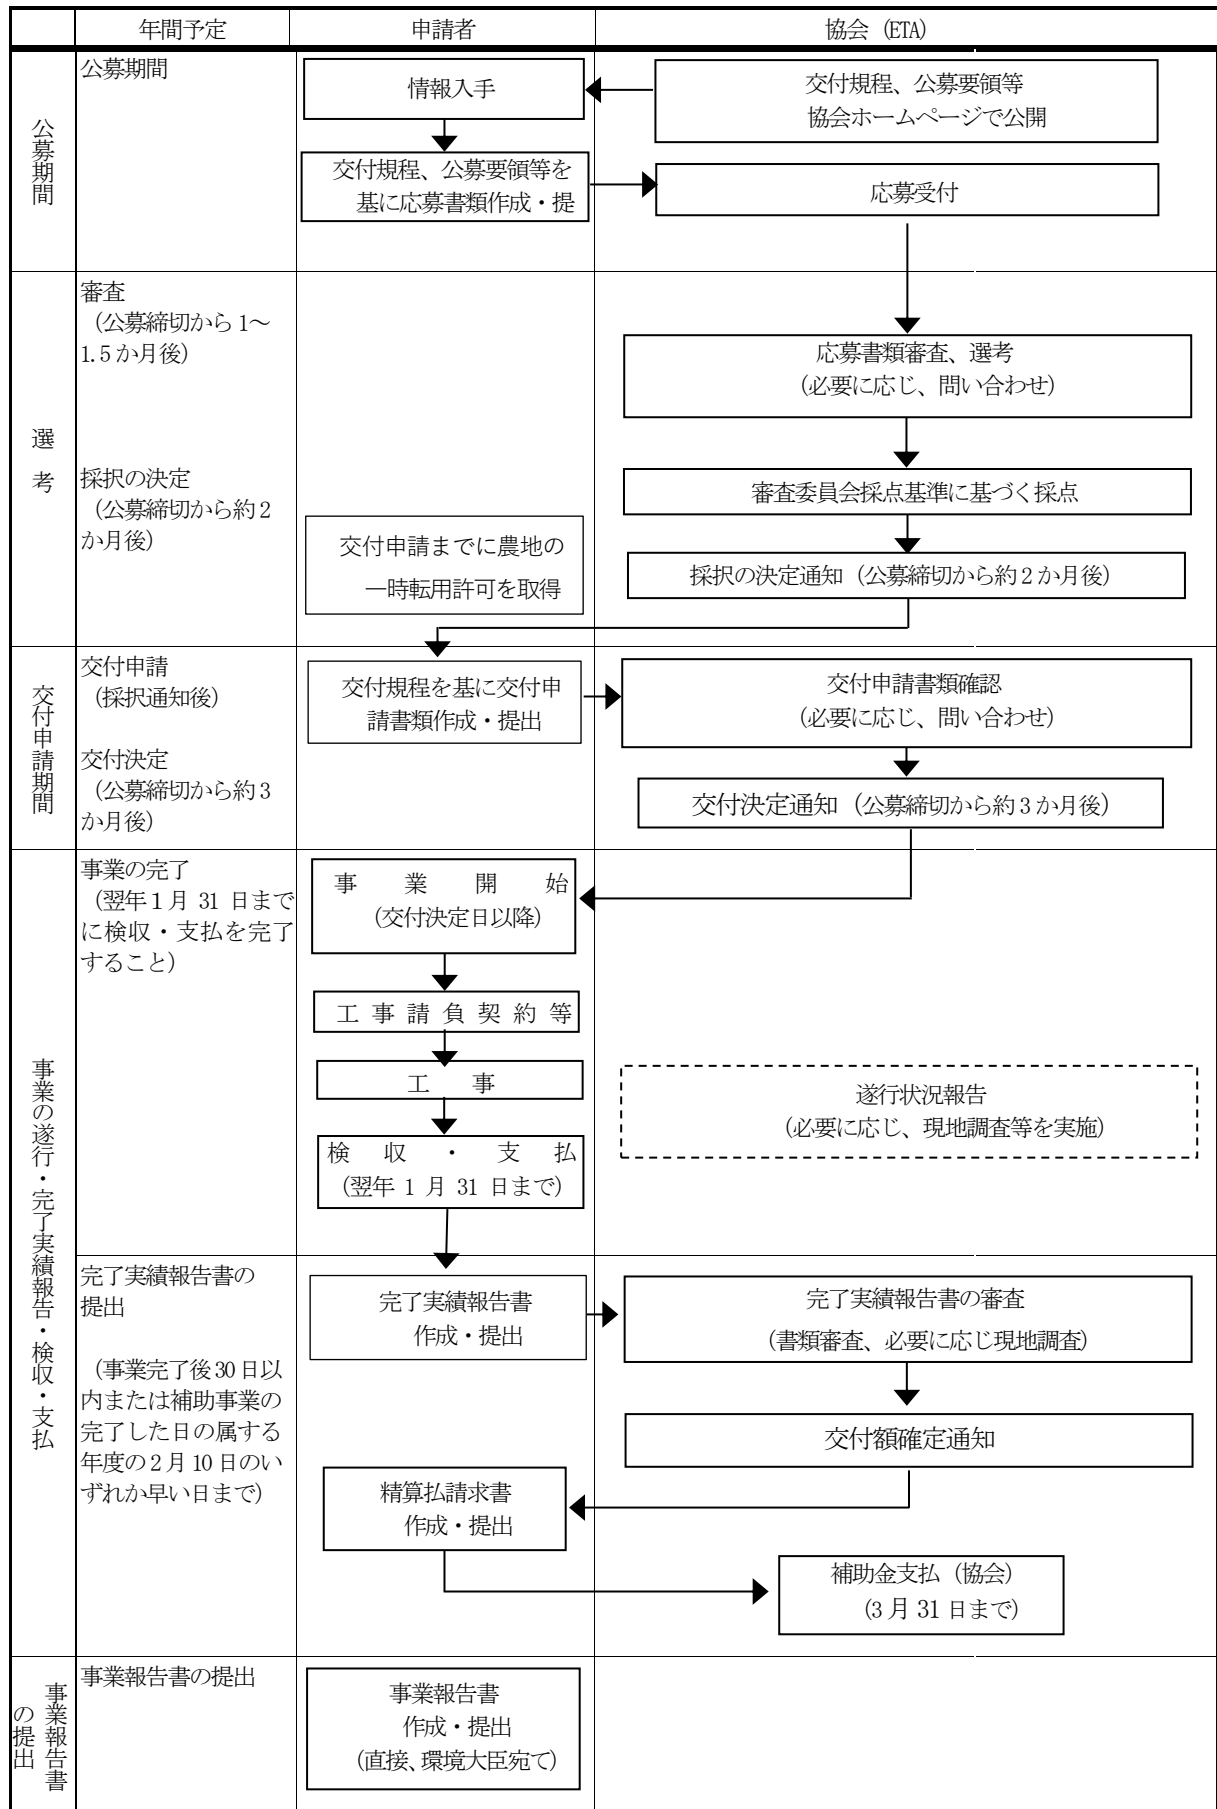 年間予定
申請者
協会（ETA）
公募期間
公募期間
情報入手
交付規程、公募要領等
協会ホームページで公開
交付規程、公募要領等を
基に応募書類作成・提
応募受付
選考
審査
（公募締切から1～
1.5か月後）
応募書類審査、選考
（必要に応じ、問い合わせ）
採択の決定
（公募締切から約2
か月後）
審査委員会採点基準に基づく採点
交付申請までに農地の
一時転用許可を取得
採択の決定通知（公募締切から約2か月後）
交付申請期間
交付申請
（採択通知後）
交付規程を基に交付申
請書類作成・提出
交付申請書類確認
（必要に応じ、問い合わせ）
交付決定
（公募締切から約3
か月後）
交付決定通知（公募締切から約3か月後）
事業の遂行・完了実績報告・検収・支払
事業の完了
（翌年1月 31 日まで
に検収・支払を完了
すること）
事 業 開 始
（交付決定日以降）
工事請負契約等
工 事
遂行状況報告
（必要に応じ、現地調査等を実施）
検 収 ・ 支 払
（翌年 1 月 31 日まで）
完了実績報告書の
提出
（事業完了後30日以
内または補助事業の
完了した日の属する
年度の2月10日のい
ずれか早い日まで）
完了実績報告書
作成・提出
完了実績報告書の審査
（書類審査、必要に応じ現地調査）
交付額確定通知
精算払請求書
作成・提出
補助金支払（協会）
（3月31日まで）
事業報告書
の提出
事業報告書の提出
事業報告書
作成・提出
（直接、環境大臣宛て）